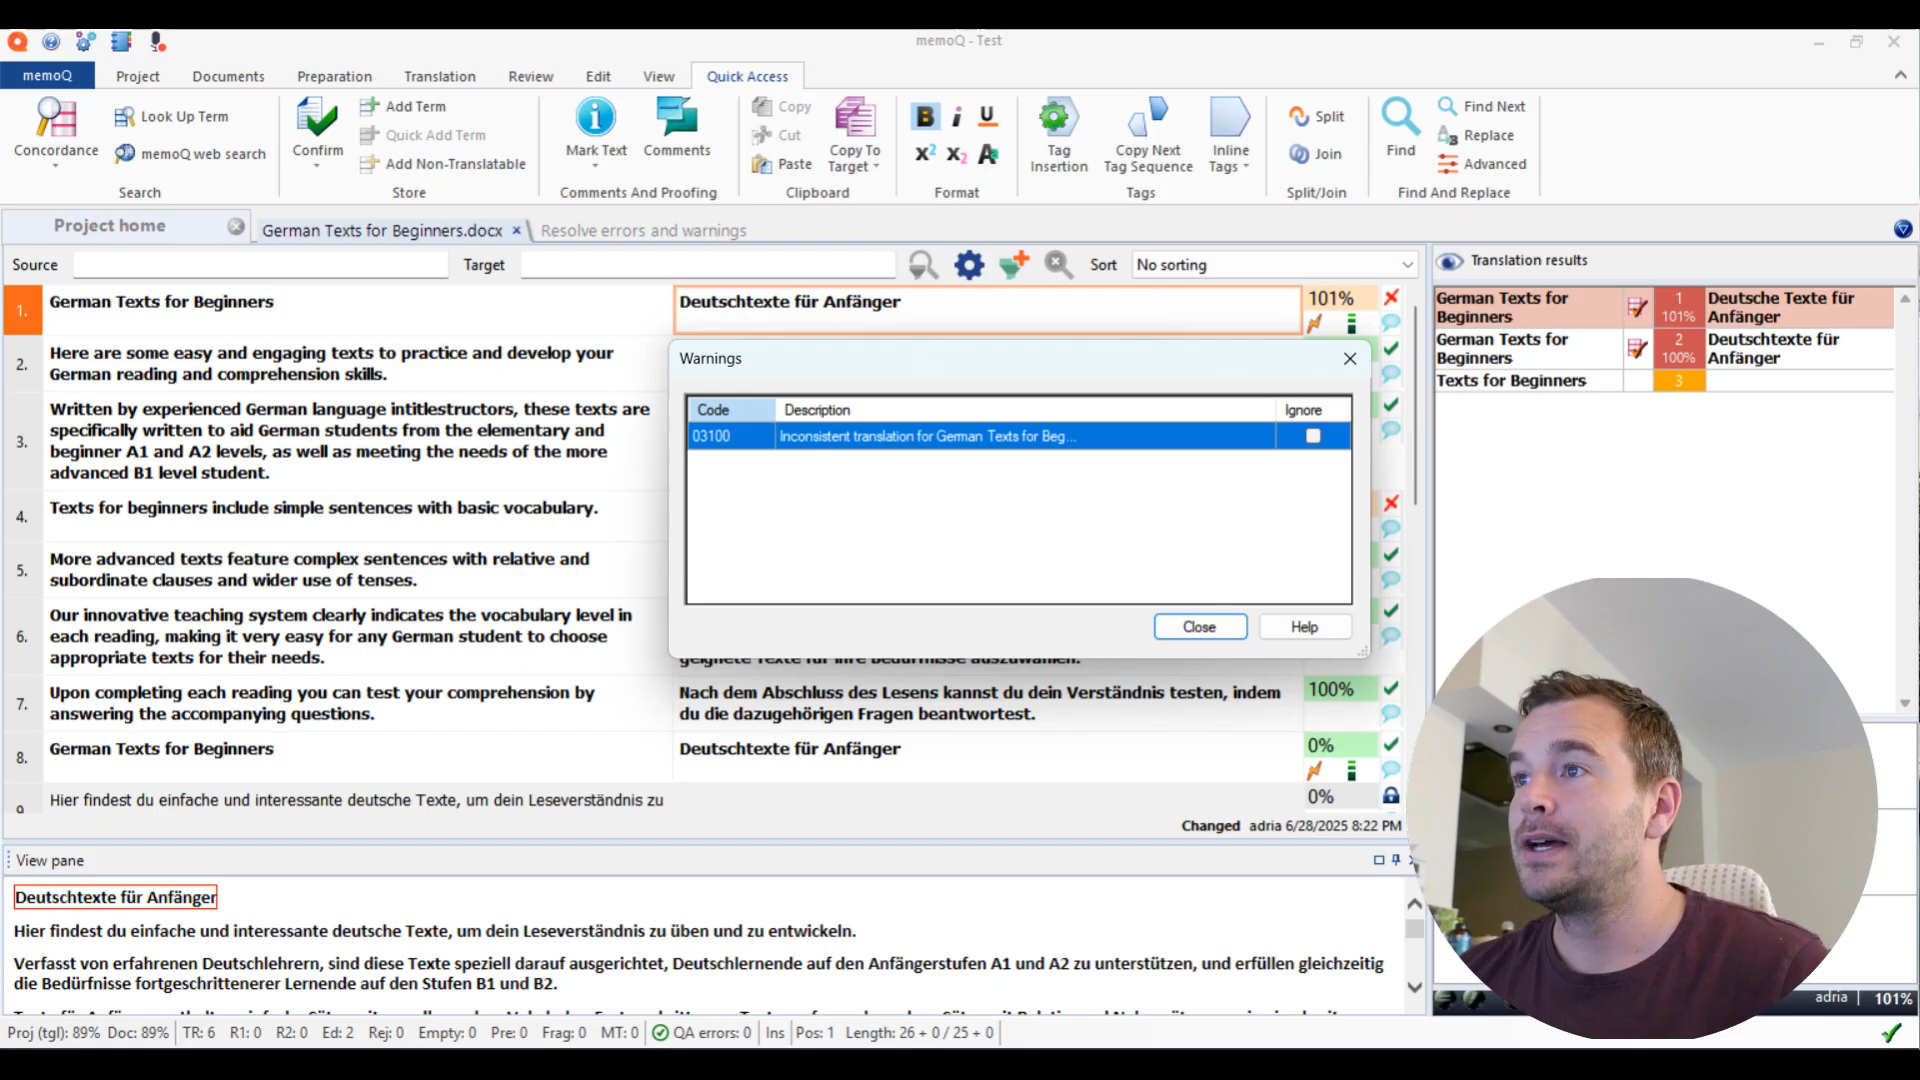 memoQ - Test
memoQ
Project
Documents
Preparation
Translation
Review
Edit
View
Quick Access
Concordance
Look Up Term
memoQ web search
Search
Confirm
Add Term
Quick Add Term
Add Non-Translatable
Store
Mark Text
Comments
Comments And Proofing
Copy
Cut
Paste
Copy To
Target
Clipboard
Format
Tag
Insertion
Copy Next
Tag Sequence
Inline
Tags
Tags
Split
Join
Split/Join
Find
Find Next
Replace
Advanced
Find And Replace
Project home
German Texts for Beginners.docx
Resolve errors and warnings
Source
Target
Sort
No sorting
1.
German Texts for Beginners
Deutschtexte für Anfänger
101%
2.
Here are some easy and engaging texts to practice and develop your
German reading and comprehension skills.
3.
Written by experienced German language intitlestructors, these texts are
specifically written to aid German students from the elementary and
beginner A1 and A2 levels, as well as meeting the needs of the more
advanced B1 level student.
4.
Texts for beginners include simple sentences with basic vocabulary.
5.
More advanced texts feature complex sentences with relative and
subordinate clauses and wider use of tenses.
6.
Our innovative teaching system clearly indicates the vocabulary level in
each reading, making it very easy for any German student to choose
appropriate texts for their needs.
geeignete Texte für ihre Bedürfnisse auszuwählen.
7.
Upon completing each reading you can test your comprehension by
answering the accompanying questions.
Nach dem Abschluss des Lesens kannst du dein Verständnis testen, indem
du die dazugehörigen Fragen beantwortest.
100%
8.
German Texts for Beginners
Deutschtexte für Anfänger
0%
9
Hier findest du einfache und interessante deutsche Texte, um dein Leseverständnis zu
0%
Changed adria 6/28/2025 8:22 PM
Warnings
Code
Description
Ignore
03100
Inconsistent translation for German Texts for Beg...
Close
Help
Translation results
German Texts for
Beginners
1
101%
Deutsche Texte für
Anfänger
German Texts for
Beginners
2
100%
Deutschtexte für
Anfänger
Texts for Beginners
3
View pane
Deutschtexte für Anfänger
Hier findest du einfache und interessante deutsche Texte, um dein Leseverständnis zu üben und zu entwickeln.
Verfasst von erfahrenen Deutschlehrern, sind diese Texte speziell darauf ausgerichtet, Deutschlernende auf den Anfängerstufen A1 und A2 zu unterstützen, und erfüllen gleichzeitig
die Bedürfnisse fortgeschrittenerer Lernende auf den Stufen B1 und B2.
adria
101%
Proj (tgl): 89% Doc: 89%
TR: 6 R1: 0 R2: 0 Ed: 2 Rej: 0 Empty: 0 Pre: 0 Frag: 0 MT: 0
QA errors: 0
Ins
Pos: 1 Length: 26 + 0 / 25 + 0